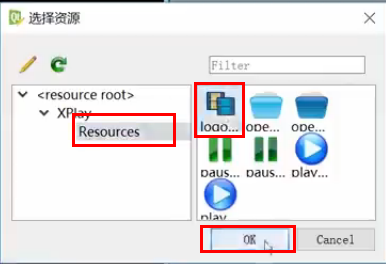 选择资源
Filter
<resource root>
XPlay
Resources
logo... ope... ope...
paus... paus... play...
play
OK
Cancel